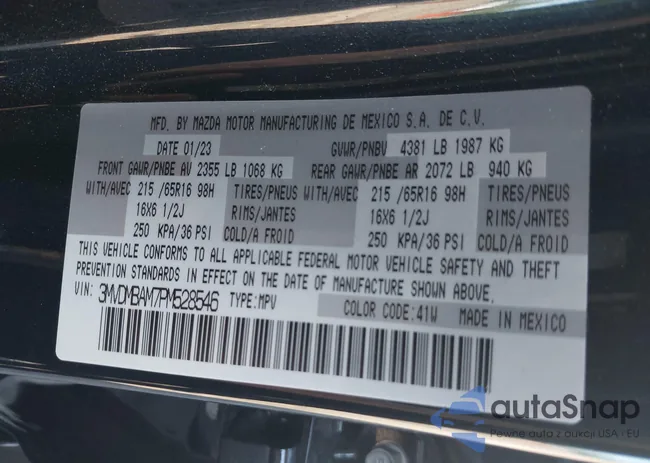 MFD. BY MAZDA MOTOR MANUFACTURING DE MEXICO S.A. DE C.V.
DATE 01/23 GVWR/PNBV 4381 LB 1987 KG
FRONT GAWR/PNBE AV 2355 LB 1068 KG REAR GAWR/PNBE AR 2072 LB 940 KG
WITH/AVEC 215 /65R16 98H TIRES/PNEUS WITH/AVEC 215 /65R16 98H TIRES/PNEUS
16X6 1/2J RIMS/JANTES 16X6 1/2J RIMS/JANTES
250 KPA/36 PSI COLD/A FROID 250 KPA/36 PSI COLD/A FROID
THIS VEHICLE CONFORMS TO ALL APPLICABLE FEDERAL MOTOR VEHICLE SAFETY AND THEFT
PREVENTION STANDARDS IN EFFECT ON THE DATE OF MANUFACTURE SHOWN ABOVE.
VIN: 3MVDMBAM7PM528546 TYPE: MPV COLOR CODE: 41W MADE IN MEXICO
autaSnap
Pewne auta z aukcji USA - EU